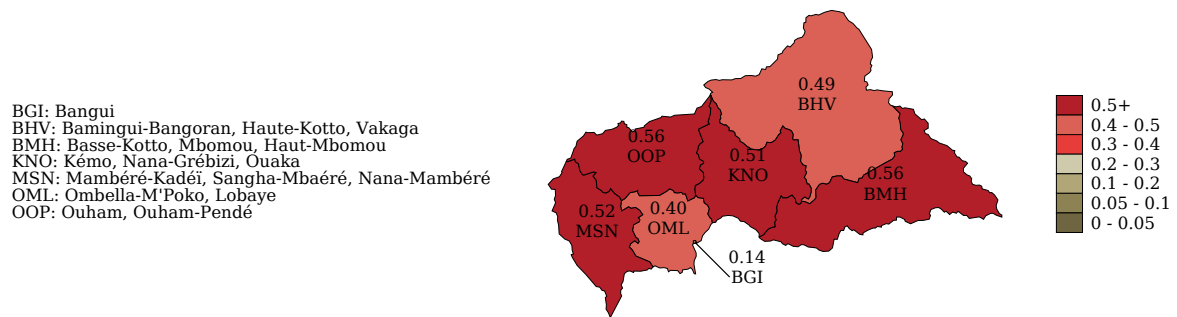 BGI: Bangui
BHV: Bamingui-Bangoran, Haute-Kotto, Vakaga
BMH: Basse-Kotto, Mbomou, Haut-Mbomou
KNO: Kémo, Nana-Grébizi, Ouaka
MSN: Mambéré-Kadéï, Sangha-Mbaéré, Nana-Mambéré
OML: Ombella-M'Poko, Lobaye
OOP: Ouham, Ouham-Pendé
0.49
BHV
0.56
OOP
0.51
KNO
0.56
BMH
0.52
MSN
0.40
OML
0.14
BGI
0.5+
0.4 - 0.5
0.3 - 0.4
0.2 - 0.3
0.1 - 0.2
0.05 - 0.1
0 - 0.05